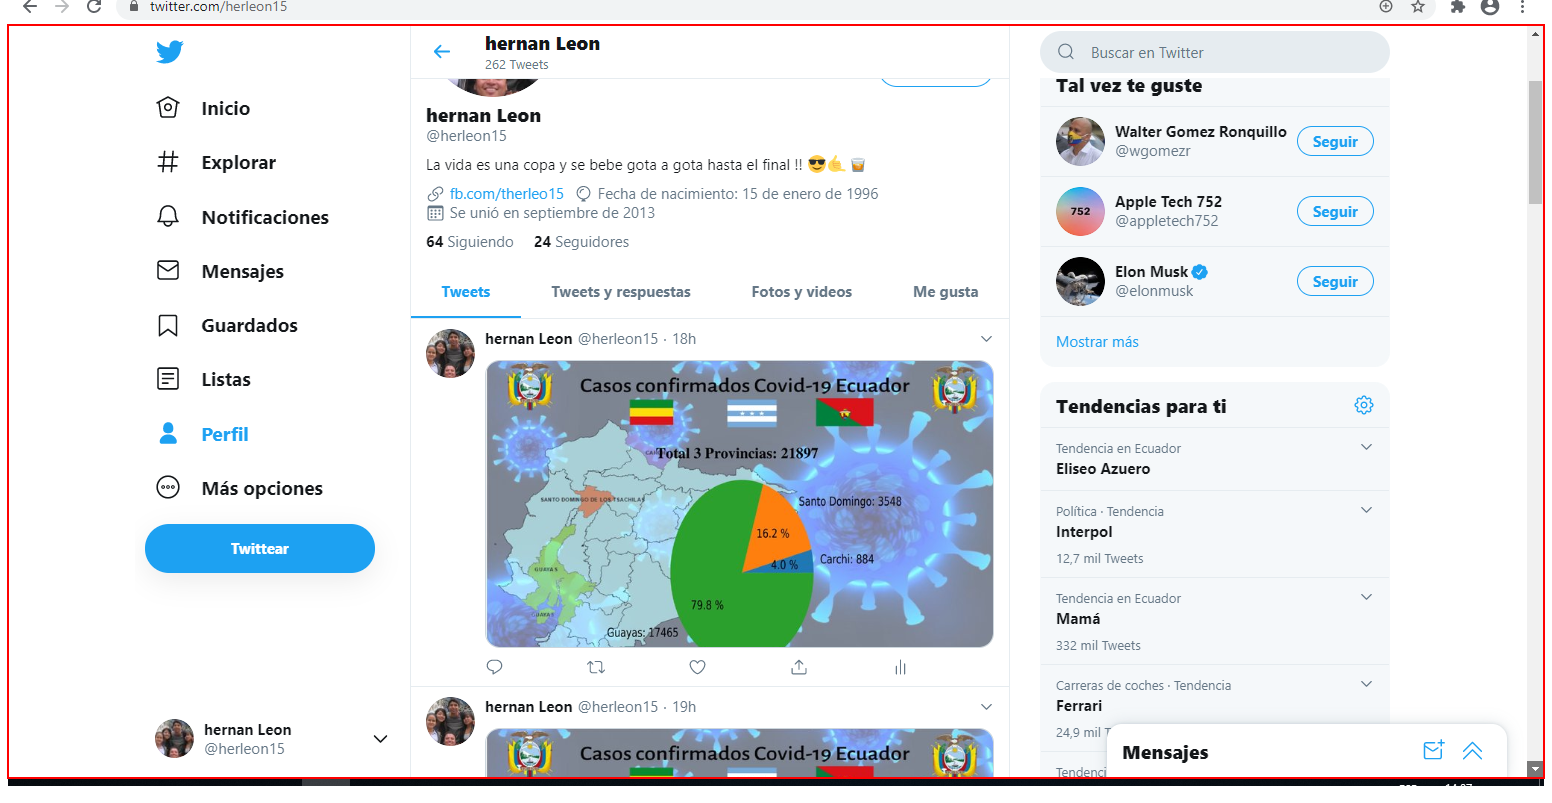 twitter.com/herleon15
Inicio
Explorar
Notificaciones
Mensajes
Guardados
Listas
Perfil
Más opciones
Twittear
hernan Leon
@herleon15
hernan Leon
262 Tweets
hernan Leon
@herleon15
La vida es una copa y se bebe gota a gota hasta el final !! 😎🤙🥃
fb.com/therleo15 Fecha de nacimiento: 15 de enero de 1996
Se unió en septiembre de 2013
64 Siguiendo 24 Seguidores
Tweets Tweets y respuestas Fotos y videos Me gusta
hernan Leon @herleon15 · 18h
Casos confirmados Covid-19 Ecuador
Total 3 Provincias: 21897
SANTO DOMINGO DE LOS TSACHILAS
Santo Domingo: 3548
16.2 %
Carchi: 884
4.0 %
GUAYAS
79.8 %
GUAYAS
Guayas: 17465
hernan Leon @herleon15 · 19h
Casos confirmados Covid-19 Ecuador
Buscar en Twitter
Tal vez te guste
Walter Gomez Ronquillo
@wgomezr
Seguir
752
Apple Tech 752
@appletech752
Seguir
Elon Musk
@elonmusk
Seguir
Mostrar más
Tendencias para ti
Tendencia en Ecuador
Eliseo Azuero
Política · Tendencia
Interpol
12,7 mil Tweets
Tendencia en Ecuador
Mamá
332 mil Tweets
Carreras de coches · Tendencia
Ferrari
24,9 mil
Mensajes